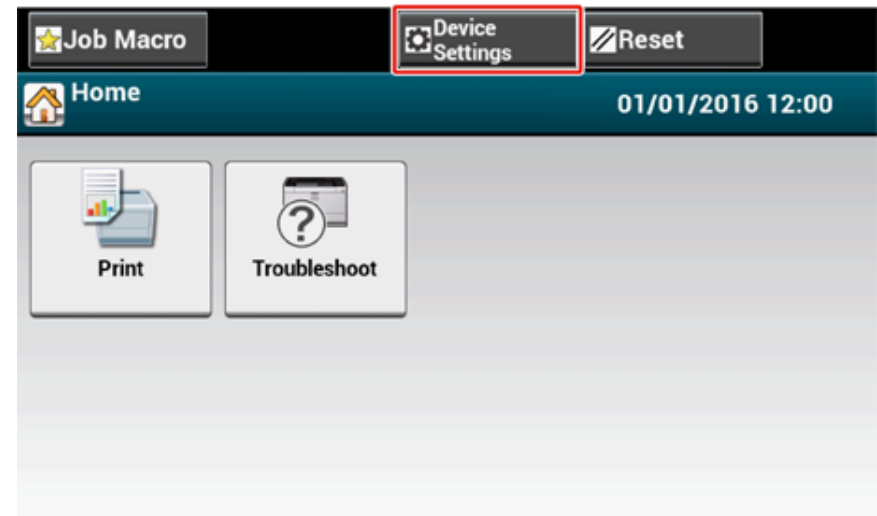 Job Macro
Device
Settings
Reset
Home
01/01/2016 12:00
Print
Troubleshoot